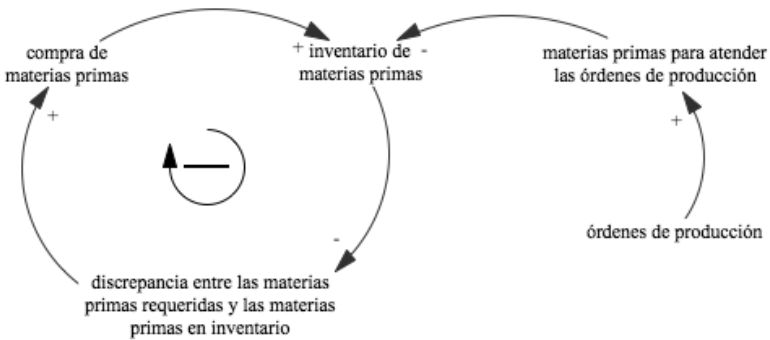 compra de
materias primas
+ inventario de -
materias primas
materias primas para atender
las órdenes de producción
+
+
órdenes de producción
-
discrepancia entre las materias
primas requeridas y las materias
primas en inventario